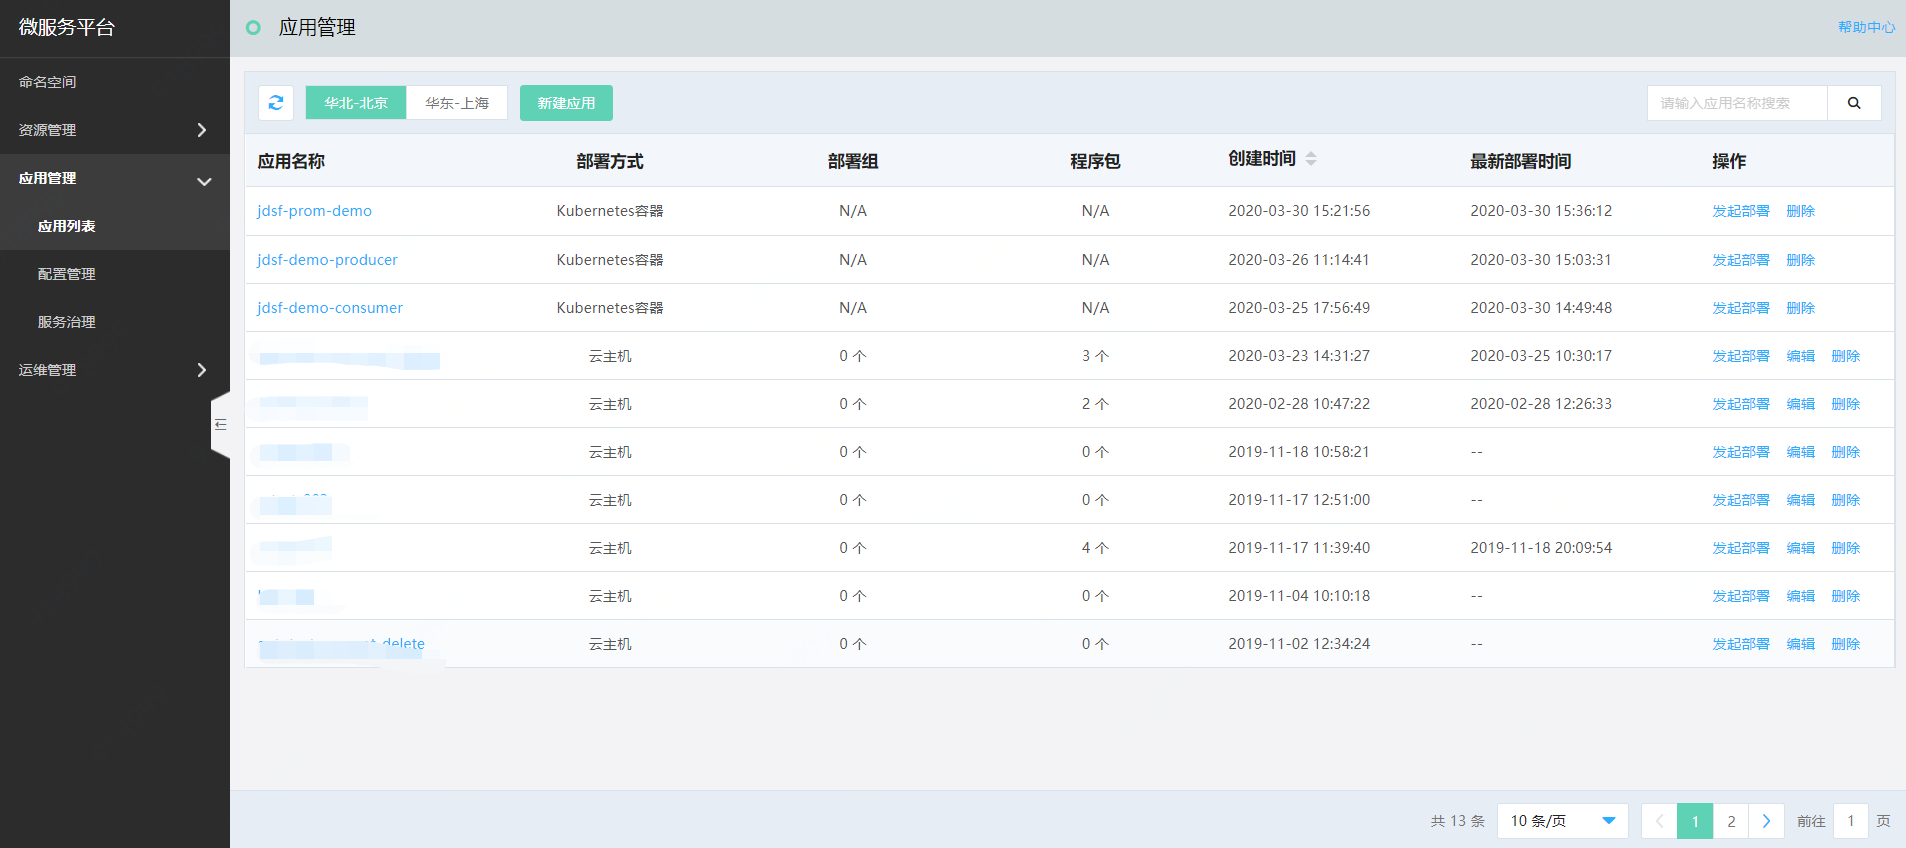 微服务平台
命名空间
资源管理
应用管理
应用列表
配置管理
服务治理
运维管理
应用管理
帮助中心
华北-北京 华东-上海 新建应用 请输入应用名称搜索
应用名称 部署方式 部署组 程序包 创建时间 最新部署时间 操作
jdsf-prom-demo Kubernetes容器 N/A N/A 2020-03-30 15:21:56 2020-03-30 15:36:12 发起部署 删除
jdsf-demo-producer Kubernetes容器 N/A N/A 2020-03-26 11:14:41 2020-03-30 15:03:31 发起部署 删除
jdsf-demo-consumer Kubernetes容器 N/A N/A 2020-03-25 17:56:49 2020-03-30 14:49:48 发起部署 删除
云主机 0 个 3 个 2020-03-23 14:31:27 2020-03-25 10:30:17 发起部署 编辑 删除
云主机 0 个 2 个 2020-02-28 10:47:22 2020-02-28 12:26:33 发起部署 编辑 删除
云主机 0 个 0 个 2019-11-18 10:58:21 -- 发起部署 编辑 删除
云主机 0 个 0 个 2019-11-17 12:51:00 -- 发起部署 编辑 删除
云主机 0 个 4 个 2019-11-17 11:39:40 2019-11-18 20:09:54 发起部署 编辑 删除
云主机 0 个 0 个 2019-11-04 10:10:18 -- 发起部署 编辑 删除
delete 云主机 0 个 0 个 2019-11-02 12:34:24 -- 发起部署 编辑 删除
共 13 条 10 条/页 1 2 前往 1 页